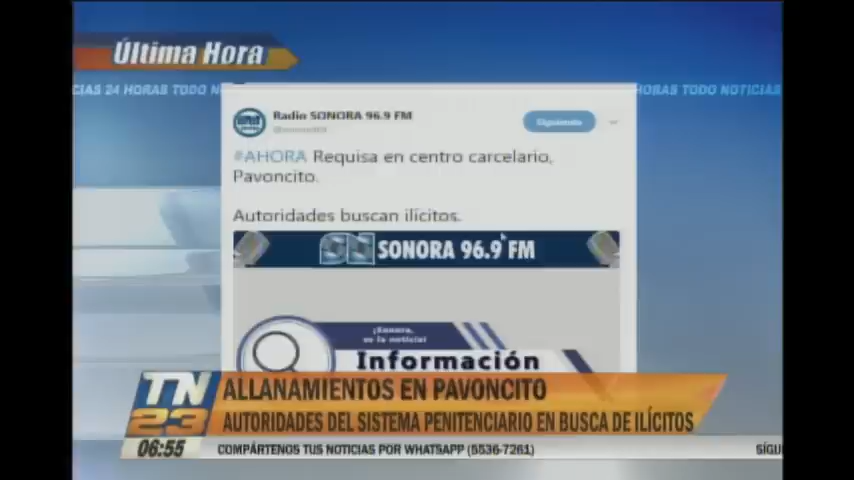 Última Hora
CIAS 24 HORAS TODO N
HORAS TODO NOTICIAS
Radio SONORA 96.9 FM
Siguiendo
#AHORA Requisa en centro carcelario,
Pavoncito.
Autoridades buscan ilícitos.
SONORA 96.9 FM
¡Sonora,
es la noticia!
Información
TN
23
ALLANAMIENTOS EN PAVONCITO
AUTORIDADES DEL SISTEMA PENITENCIARIO EN BUSCA DE ILÍCITOS
06:55
COMPÁRTENOS TUS NOTICIAS POR WHATSAPP (5536-7261)
SÍGU